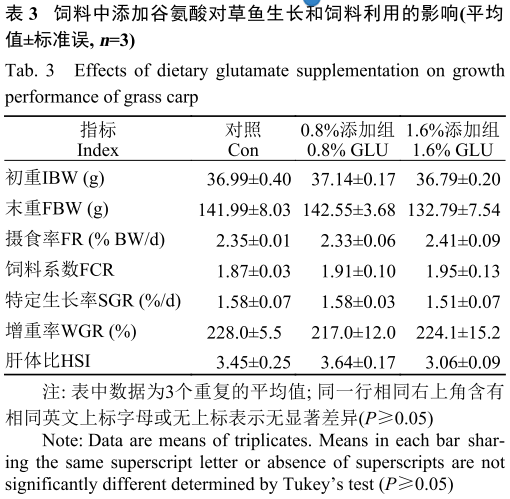 表 3 饲料中添加谷氨酸对草鱼生长和饲料利用的影响(平均
值±标准误, n=3)
Tab. 3 Effects of dietary glutamate supplementation on growth
performance of grass carp
指标 对照 0.8%添加组 1.6%添加组
Index Con 0.8% GLU 1.6% GLU
初重IBW (g) 36.99±0.40 37.14±0.17 36.79±0.20
末重FBW (g) 141.99±8.03 142.55±3.68 132.79±7.54
摄食率FR (% BW/d) 2.35±0.01 2.33±0.06 2.41±0.09
饲料系数FCR 1.87±0.03 1.91±0.10 1.95±0.13
特定生长率SGR (%/d) 1.58±0.07 1.58±0.03 1.51±0.07
增重率WGR (%) 228.0±5.5 217.0±12.0 224.1±15.2
肝体比HSI 3.45±0.25 3.64±0.17 3.06±0.09
注: 表中数据为3个重复的平均值; 同一行相同右上角含有
相同英文上标字母或无上标表示无显著差异(P≥0.05)
Note: Data are means of triplicates. Means in each bar shar-
ing the same superscript letter or absence of superscripts are not
significantly different determined by Tukey's test (P≥0.05)